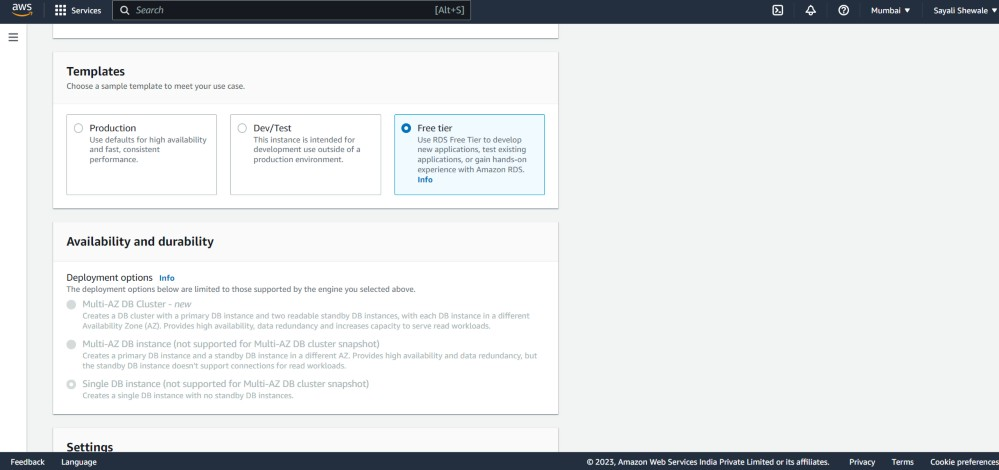 aws
Services
Search
[Alt+S]
Mumbai ▼
Sayali Shewale ▼
Templates
Choose a sample template to meet your use case.
Production
Use defaults for high availability
and fast, consistent
performance.
Dev/Test
This instance is intended for
development use outside of a
production environment.
Free tier
Use RDS Free Tier to develop
new applications, test existing
applications, or gain hands-on
experience with Amazon RDS.
Info
Availability and durability
Deployment options Info
The deployment options below are limited to those supported by the engine you selected above.
Multi-AZ DB Cluster - new
Creates a DB cluster with a primary DB instance and two readable standby DB instances, with each DB instance in a different
Availability Zone (AZ). Provides high availability, data redundancy and increases capacity to serve read workloads.
Multi-AZ DB instance (not supported for Multi-AZ DB cluster snapshot)
Creates a primary DB instance and a standby DB instance in a different AZ. Provides high availability and data redundancy, but
the standby DB instance doesn't support connections for read workloads.
Single DB instance (not supported for Multi-AZ DB cluster snapshot)
Creates a single DB instance with no standby DB instances.
Settings
Feedback
Language
© 2023, Amazon Web Services India Private Limited or its affiliates.
Privacy
Terms
Cookie preferences